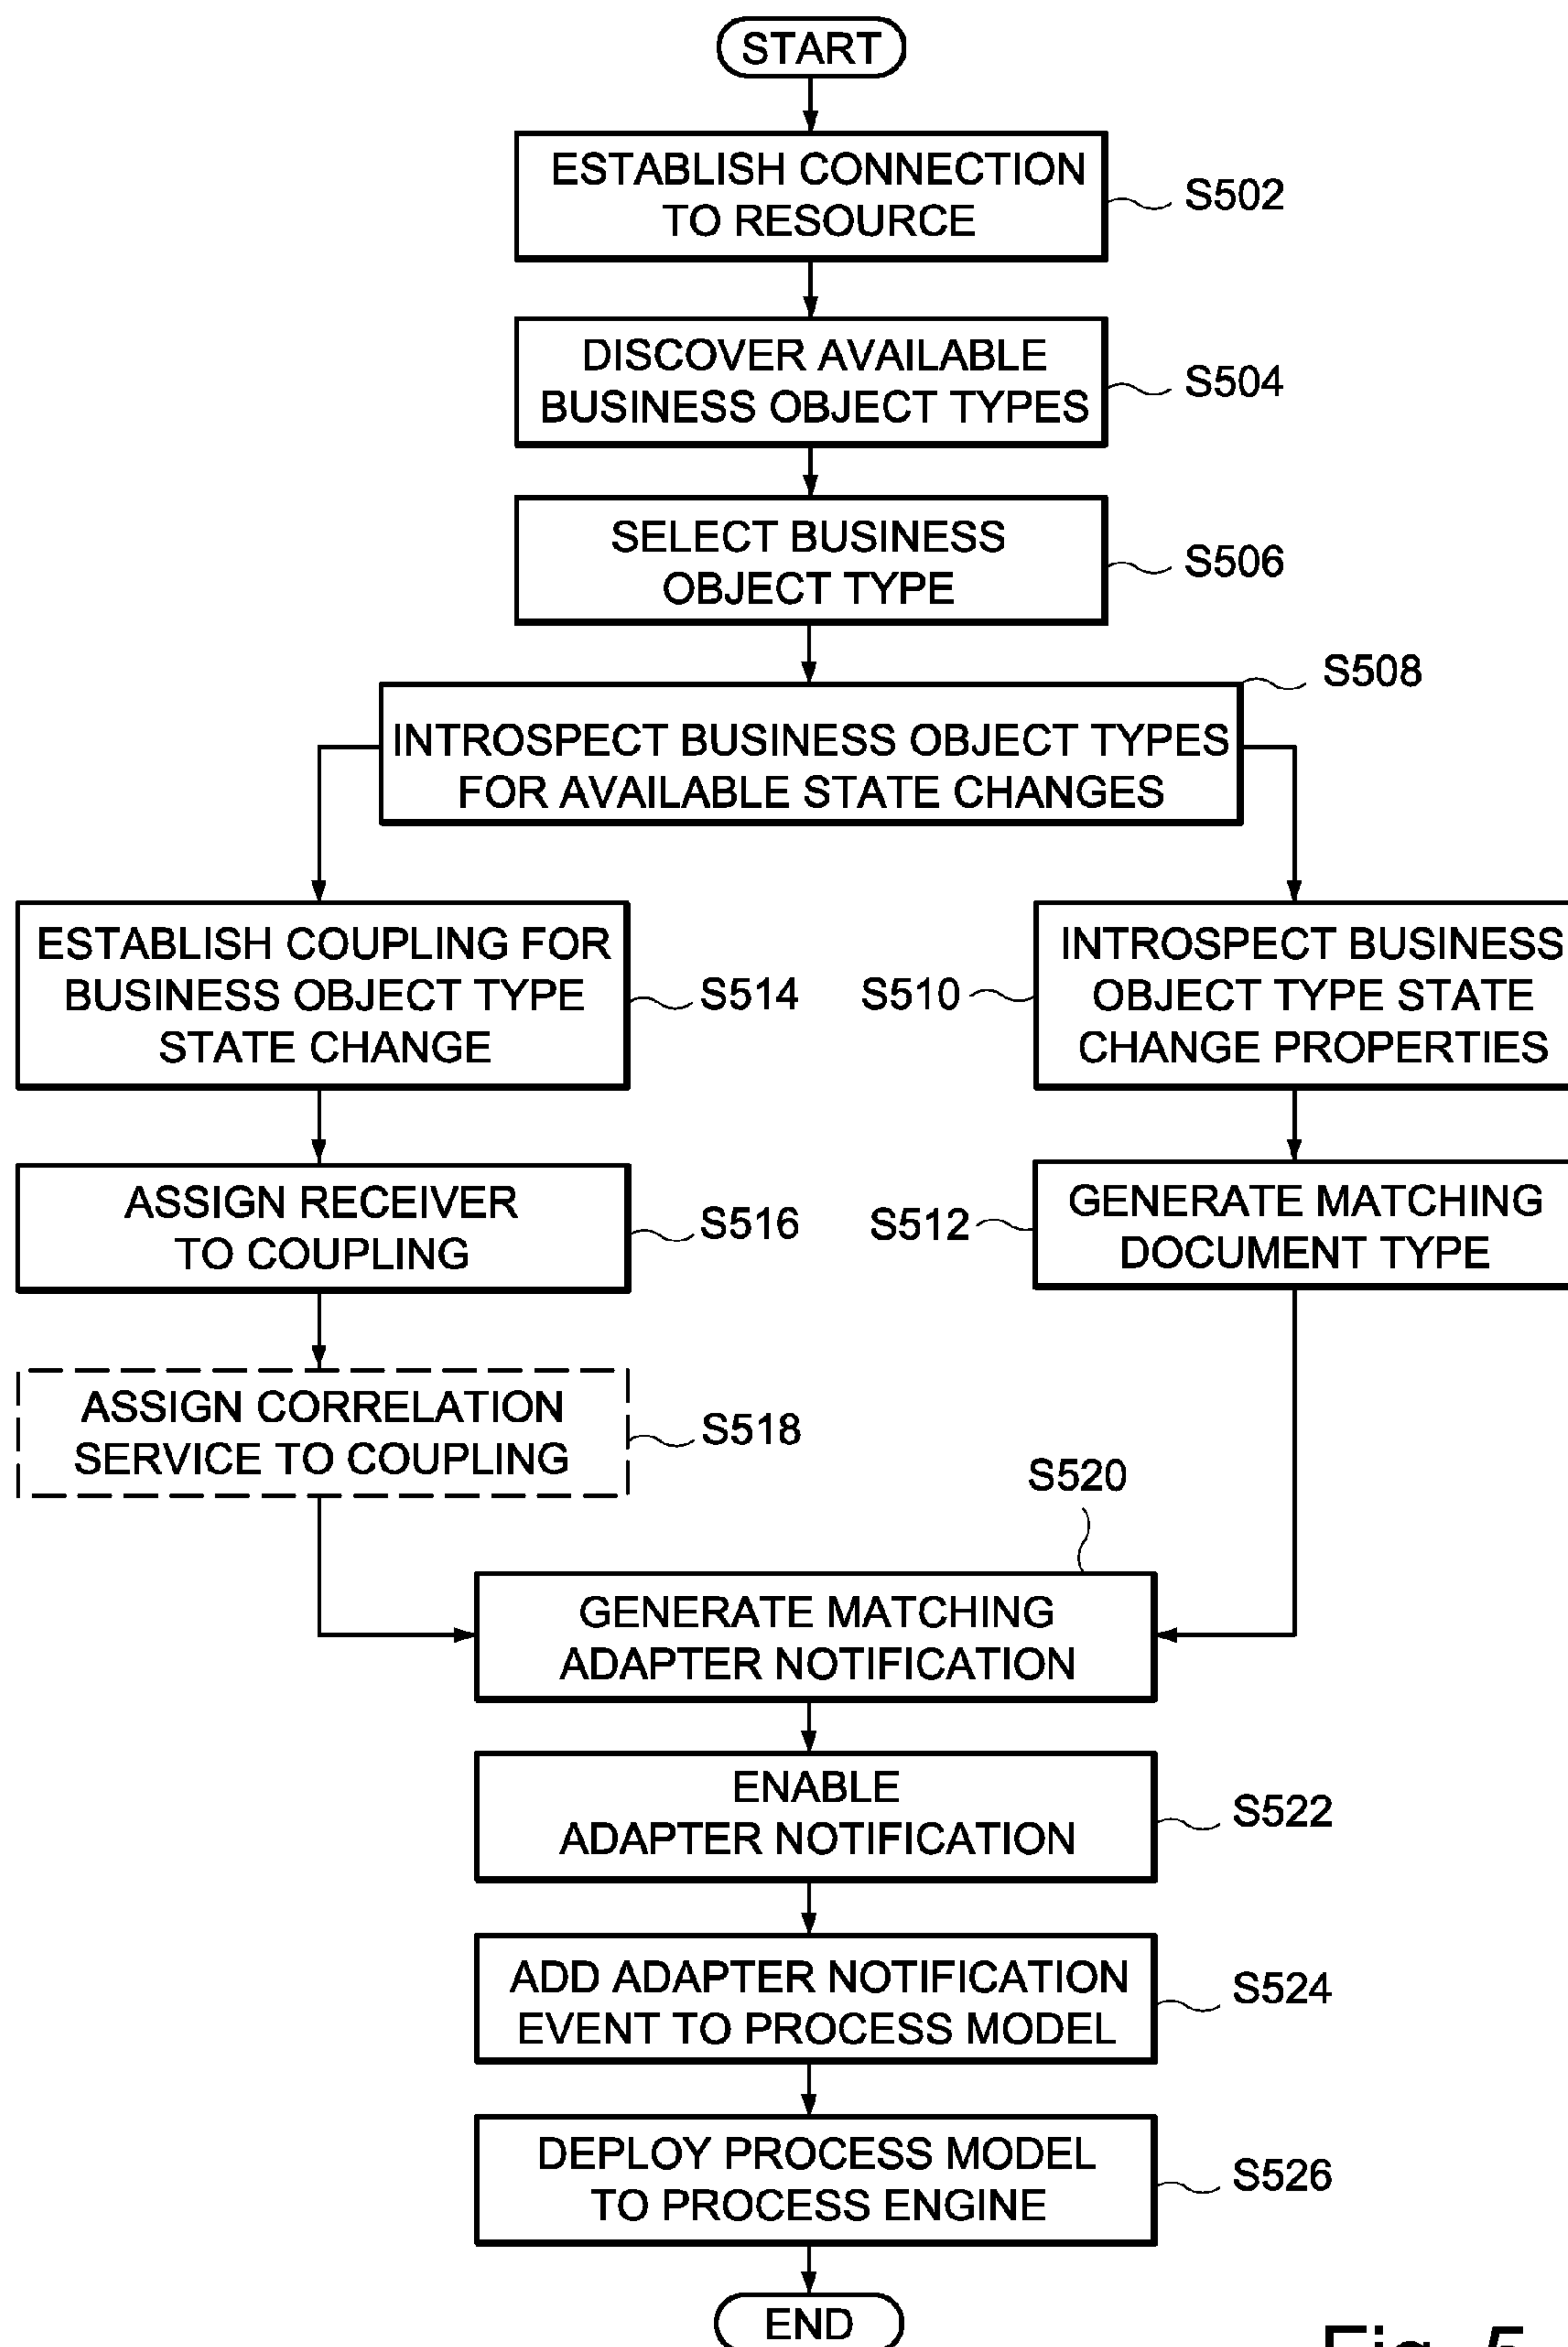 START
ESTABLISH CONNECTION
TO RESOURCE
S502
DISCOVER AVAILABLE
BUSINESS OBJECT TYPES
S504
SELECT BUSINESS
OBJECT TYPE
S506
S508
INTROSPECT BUSINESS OBJECT TYPES
FOR AVAILABLE STATE CHANGES
ESTABLISH COUPLING FOR
BUSINESS OBJECT TYPE
STATE CHANGE
S514
S510
INTROSPECT BUSINESS
OBJECT TYPE STATE
CHANGE PROPERTIES
ASSIGN RECEIVER
TO COUPLING
S516
S512
GENERATE MATCHING
DOCUMENT TYPE
ASSIGN CORRELATION
SERVICE TO COUPLING
S518
S520
GENERATE MATCHING
ADAPTER NOTIFICATION
ENABLE
ADAPTER NOTIFICATION
S522
ADD ADAPTER NOTIFICATION
EVENT TO PROCESS MODEL
S524
DEPLOY PROCESS MODEL
TO PROCESS ENGINE
S526
END
Fig. 5